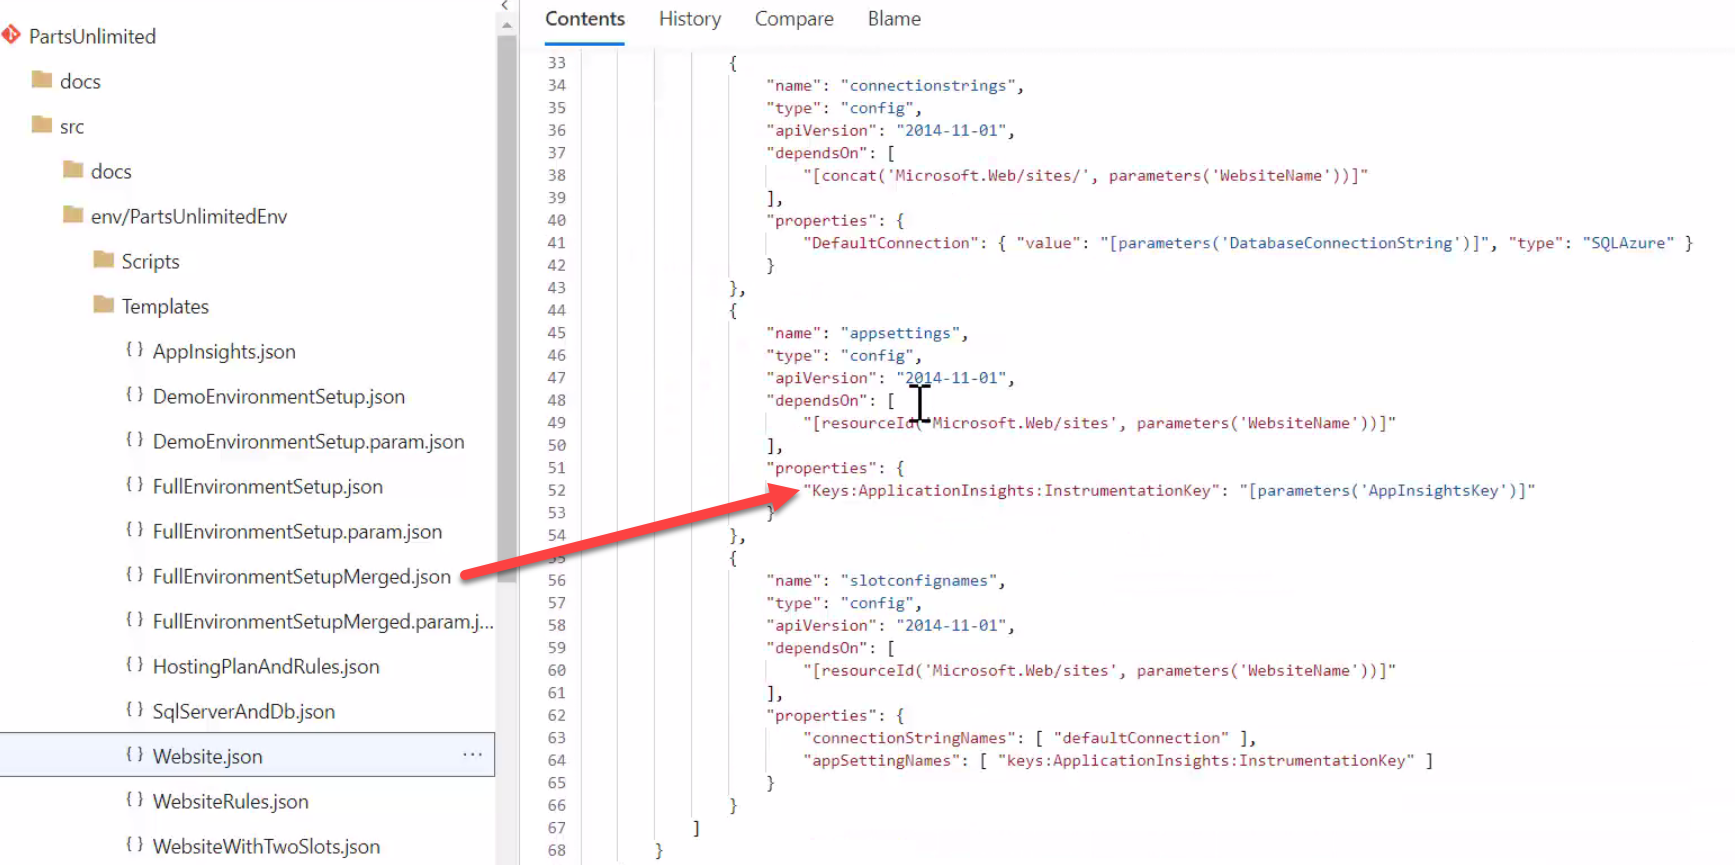 PartsUnlimited
docs
src
docs
env/PartsUnlimitedEnv
Scripts
Templates
{ } AppInsights.json
{ } DemoEnvironmentSetup.json
{ } DemoEnvironmentSetup.param.json
{ } FullEnvironmentSetup.json
{ } FullEnvironmentSetup.param.json
{ } FullEnvironmentSetupMerged.json
{ } FullEnvironmentSetupMerged.param.j...
{ } HostingPlanAndRules.json
{ } SqlServerAndDb.json
{ } Website.json ...
{ } WebsiteRules.json
{ } WebsiteWithTwoSlots.json
Contents History Compare Blame
33 {
34 "name": "connectionstrings",
35 "type": "config",
36 "apiVersion": "2014-11-01",
37 "dependsOn": [
38 "[concat('Microsoft.Web/sites/', parameters('WebsiteName'))]"
39 ],
40 "properties": {
41 "DefaultConnection": { "value": "[parameters('DatabaseConnectionString')]", "type": "SQLAzure" }
42 }
43 },
44 {
45 "name": "appsettings",
46 "type": "config",
47 "apiVersion": "2014-11-01",
48 "dependsOn": [
49 "[resourceId('Microsoft.Web/sites', parameters('WebsiteName'))]"
50 ],
51 "properties": {
52 "Keys:ApplicationInsights:InstrumentationKey": "[parameters('AppInsightsKey')]"
53 }
54 },
55 {
56 "name": "slotconfignames",
57 "type": "config",
58 "apiVersion": "2014-11-01",
59 "dependsOn": [
60 "[resourceId('Microsoft.Web/sites', parameters('WebsiteName'))]"
61 ],
62 "properties": {
63 "connectionStringNames": [ "defaultConnection" ],
64 "appSettingNames": [ "keys:ApplicationInsights:InstrumentationKey" ]
65 }
66 }
67 ]
68 }